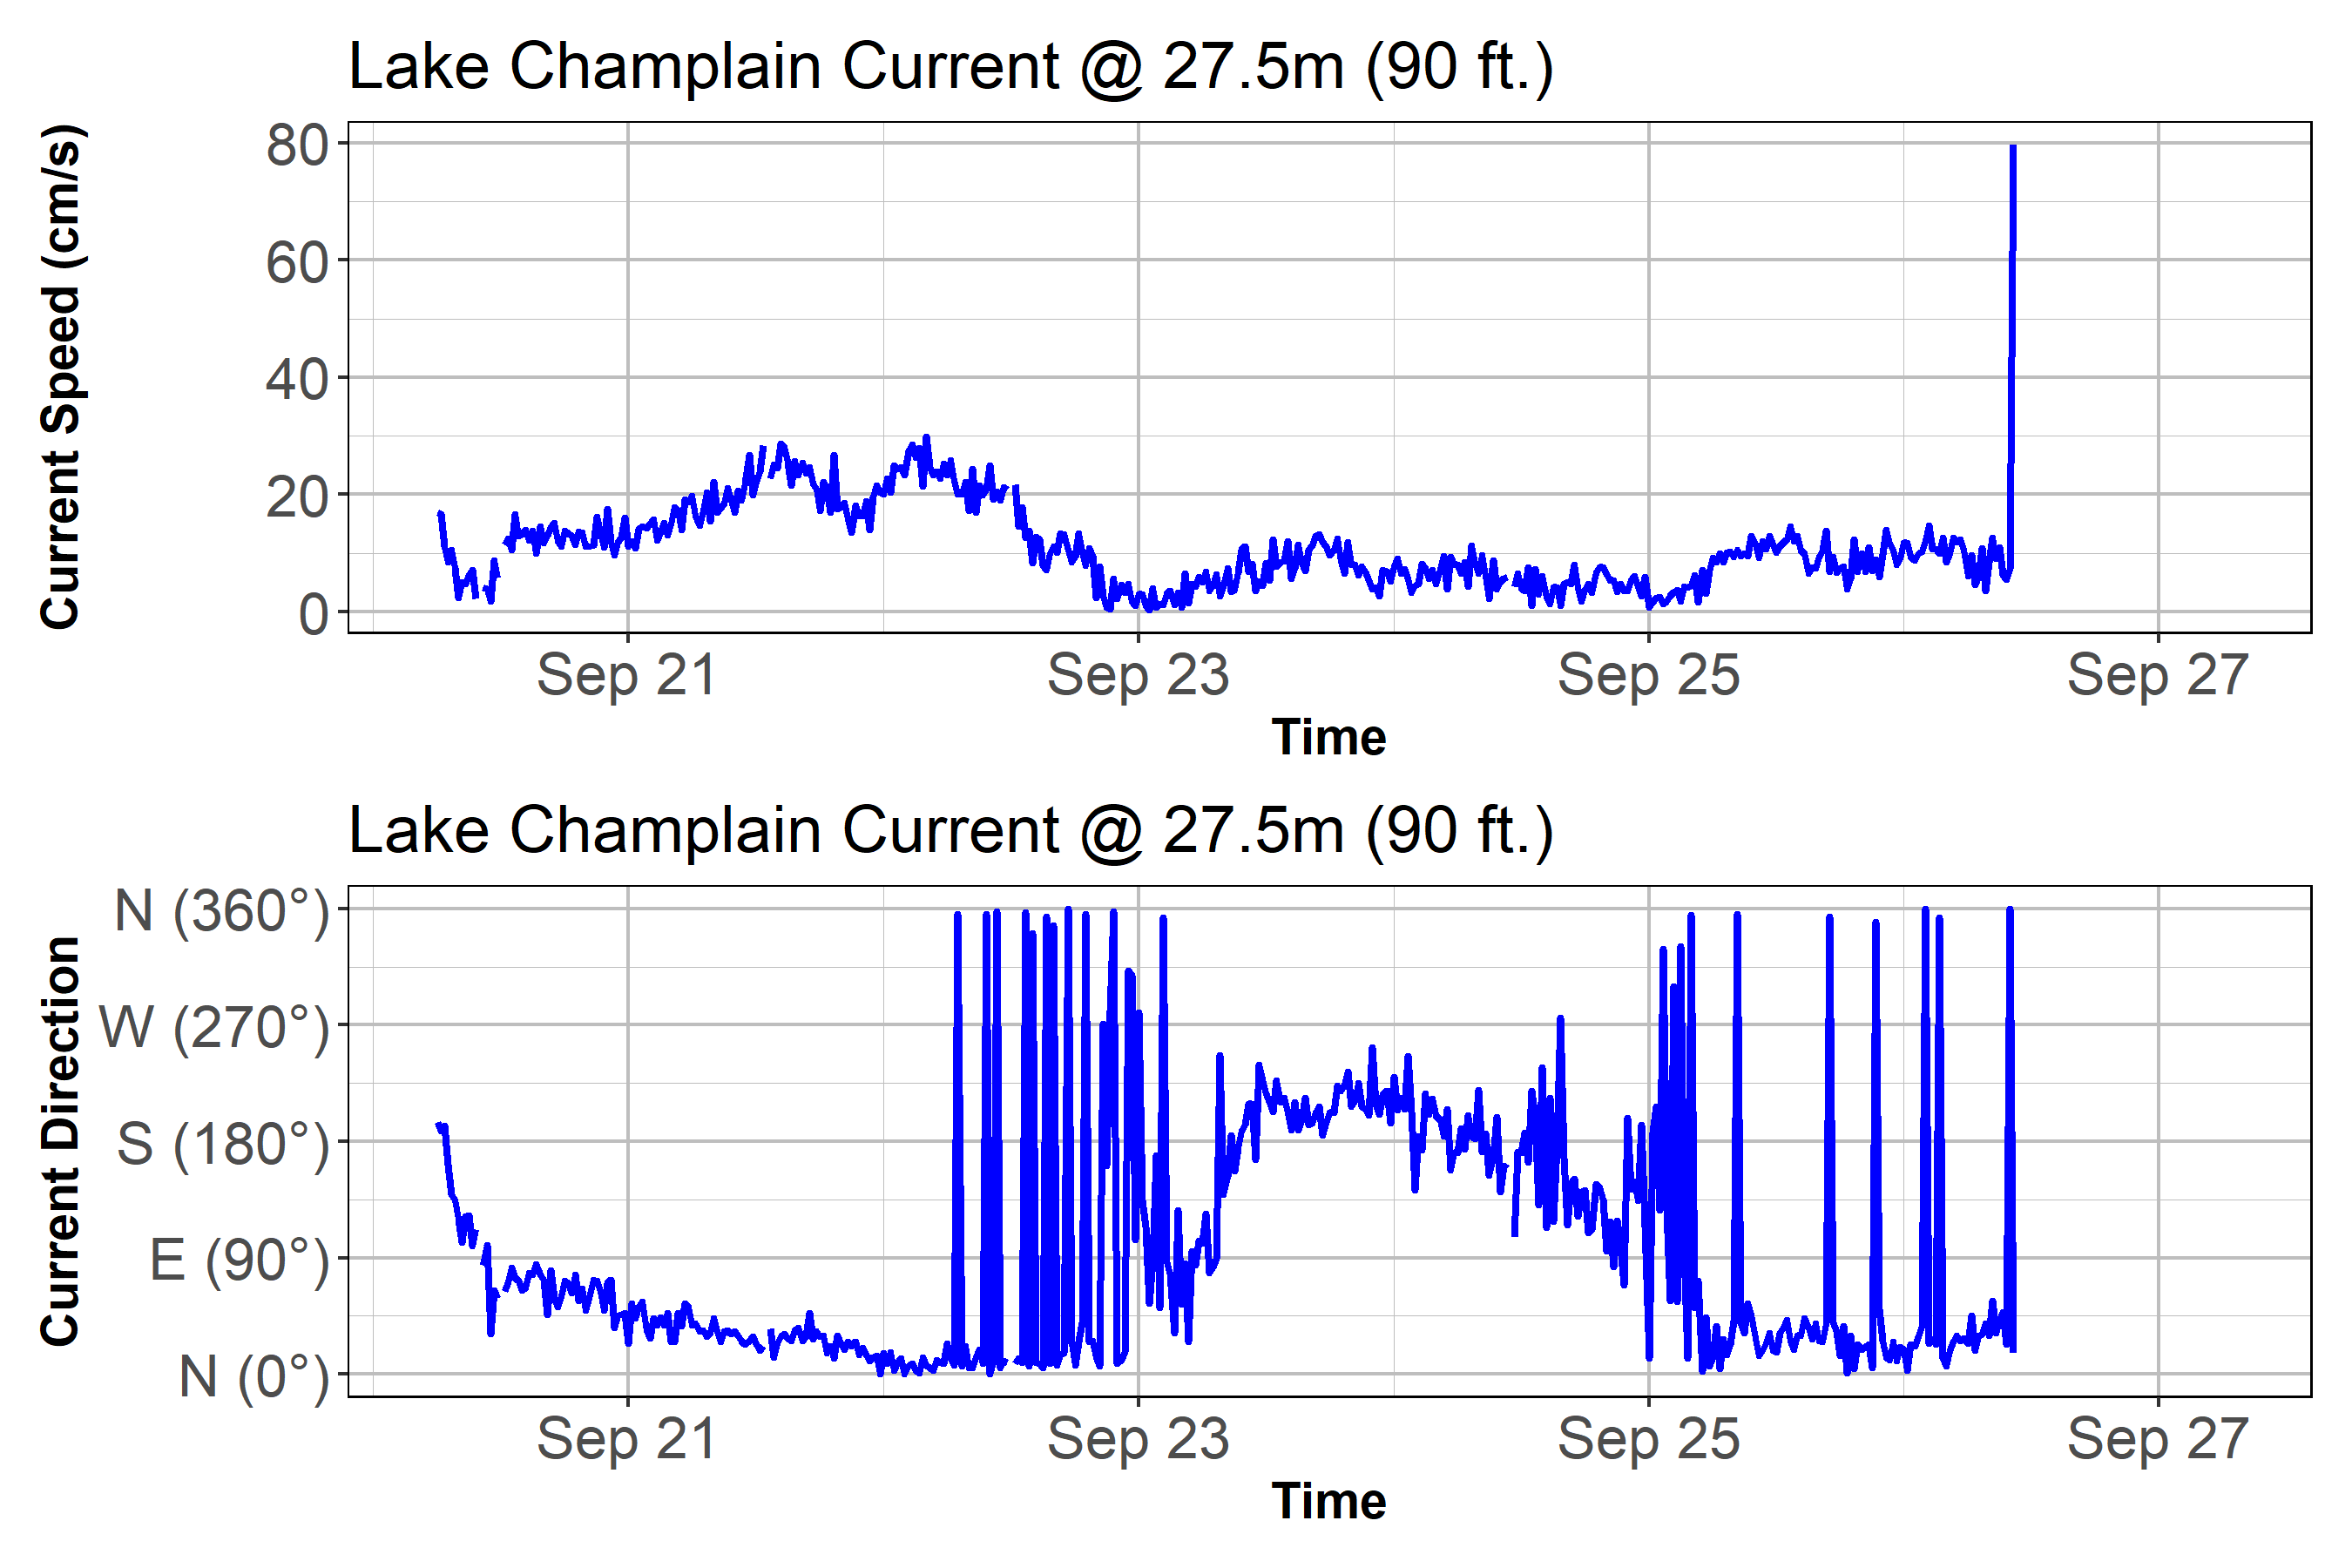 Lake Champlain Current @ 27.5m (90 ft.)
Current Speed (cm/s)
80
60
40
20
0
Sep 21 Sep 23 Sep 25 Sep 27
Time
Lake Champlain Current @ 27.5m (90 ft.)
Current Direction
N (360°)
W (270°)
S (180°)
E (90°)
N (0°)
Sep 21 Sep 23 Sep 25 Sep 27
Time